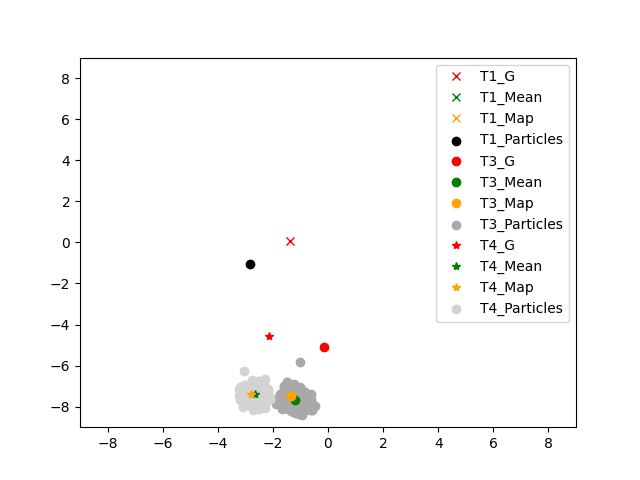 8
6
4
2
0
−2
−4
−6
−8
−8
−6
−4
−2
0
2
4
6
8
T1_G
T1_Mean
T1_Map
T1_Particles
T3_G
T3_Mean
T3_Map
T3_Particles
T4_G
T4_Mean
T4_Map
T4_Particles